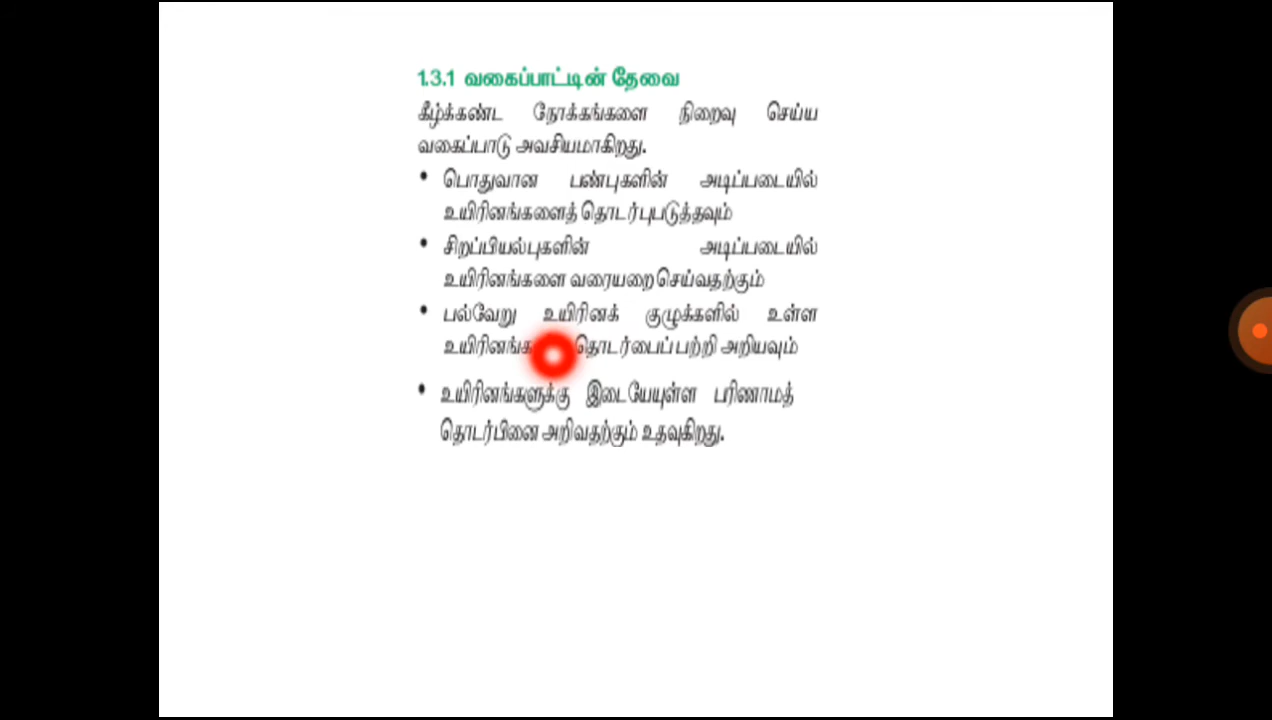 1.3.1 வகைப்பாட்டின் தேவை
கீழ்க்கண்ட நோக்கங்களை நிறைவு செய்ய
வகைப்பாடு அவசியமாகிறது.
• பொதுவான பண்புகளின் அடிப்படையில்
உயிரினங்களைத் தொடர்புபடுத்தவும்
• சிறப்பியல்புகளின் அடிப்படையில்
உயிரினங்களை வரையறை செய்வதற்கும்
• பல்வேறு உயிரினக் குழுக்களில் உள்ள
தொடர்பைப் பற்றி அறியவும்
• உயிரினங்களுக்கு இடையேயுள்ள பரிணாமத்
தொடர்பினை அறிவதற்கும் உதவுகிறது.